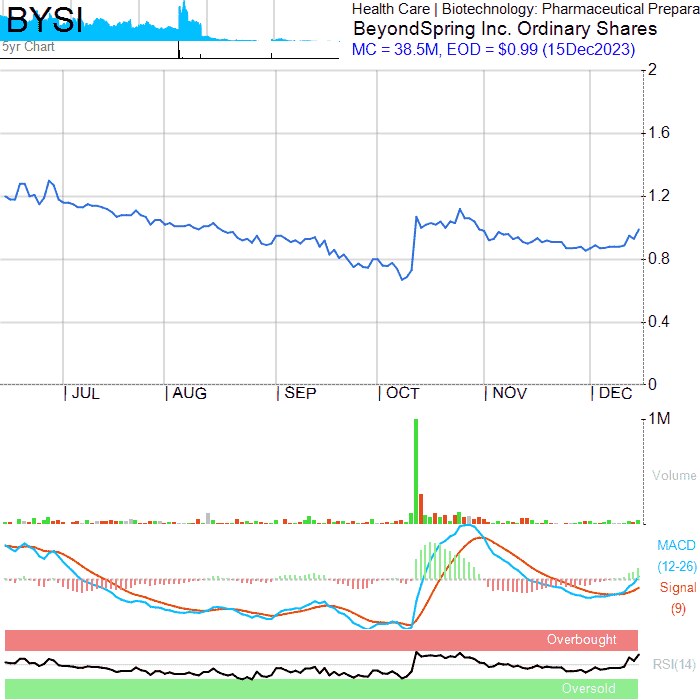 BYSI
5yr Chart
Health Care | Biotechnology: Pharmaceutical Prepara
BeyondSpring Inc. Ordinary Shares
MC = 38.5M, EOD = $0.99 (15Dec2023)
2
1.6
1.2
0.8
0.4
0
JUL AUG SEP OCT NOV DEC
1M
Volume
MACD
(12-26)
Signal
(9)
Overbought
RSI(14)
Oversold